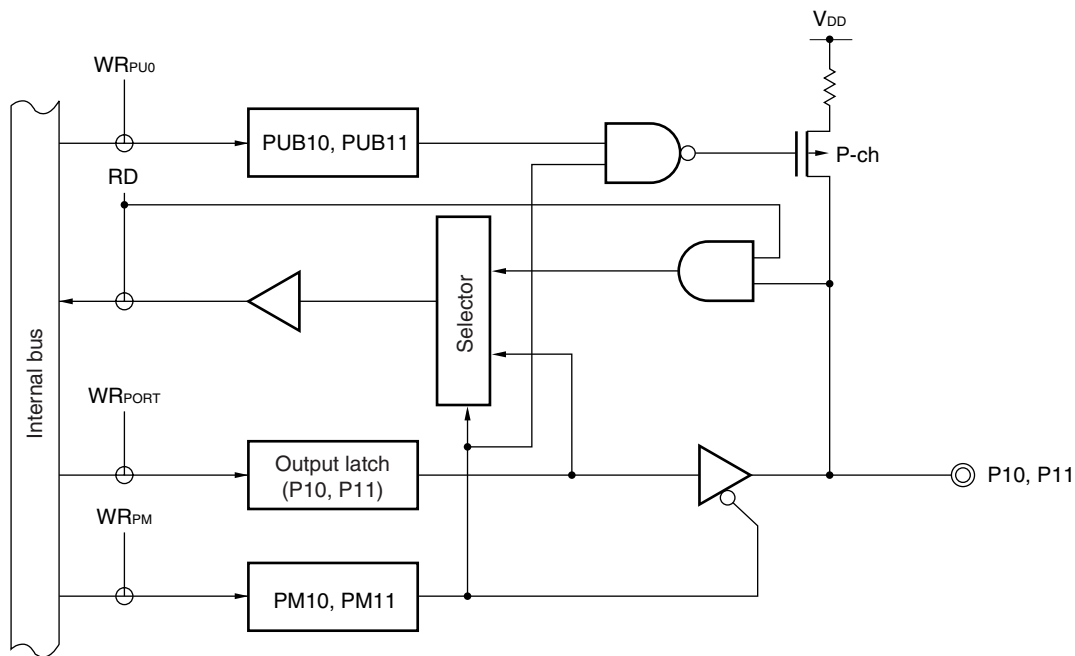 VDD
WRPU0
PUB10, PUB11
P-ch
RD
Selector
Internal bus
WRPORT
Output latch
(P10, P11)
P10, P11
WRPM
PM10, PM11